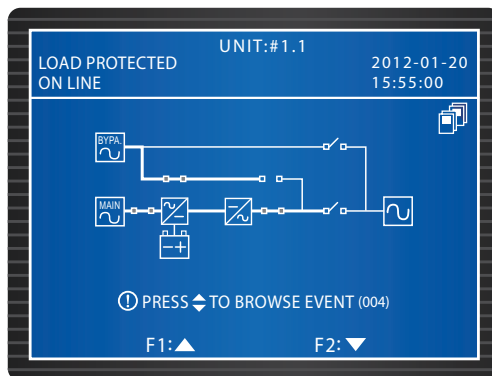 UNIT:#1.1
LOAD PROTECTED
2012-01-20
ON LINE
15:55:00
BYPA.
MAIN
PRESS TO BROWSE EVENT (004)
F1:
F2: